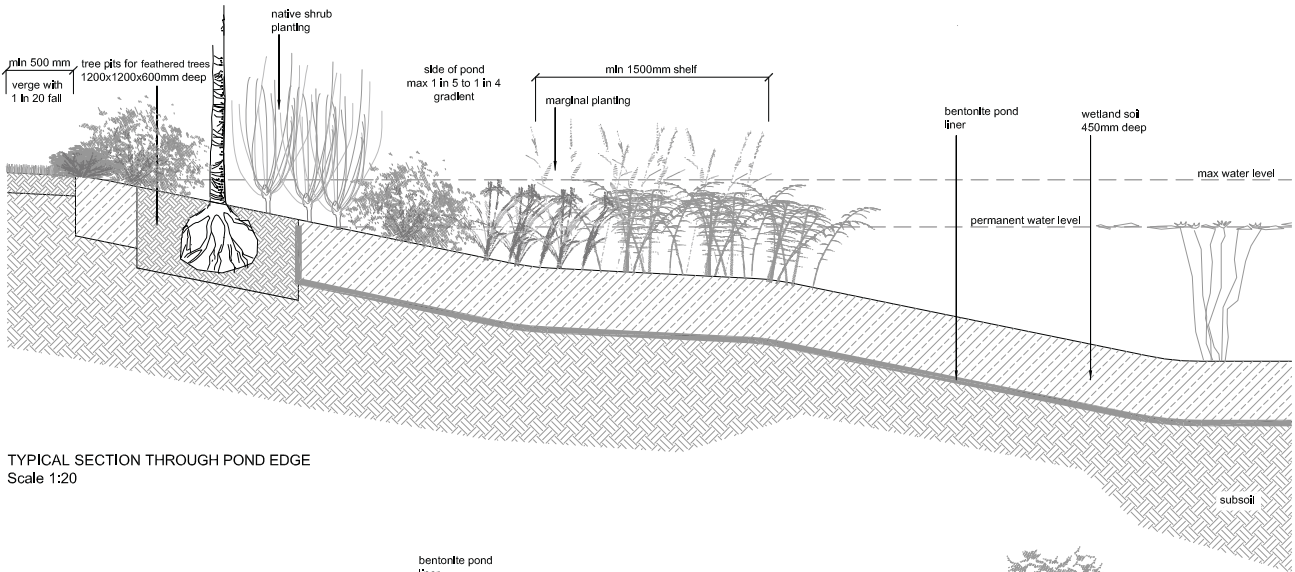 native shrub
planting
min 500 mm
verge with
1 in 20 fall
tree pits for feathered trees
1200x1200x600mm deep
side of pond
max 1 in 5 to 1 in 4
gradient
min 1500mm shelf
marginal planting
bentonite pond
liner
wetland soil
450mm deep
max water level
permanent water level
TYPICAL SECTION THROUGH POND EDGE
Scale 1:20
subsoil
bentonite pond